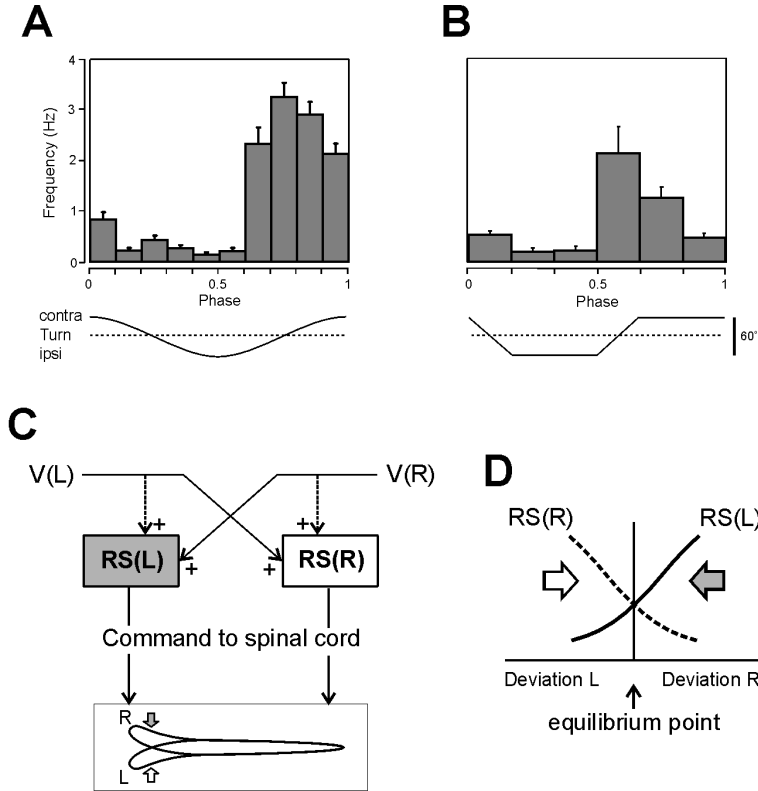 A
B
4
3
2
1
0
Frequency (Hz)
0
0.5
1
Phase
0
0.5
1
Phase
contra
Turn
ipsi
60°
C
V(L)
V(R)
+
+
RS(L)
+
+
RS(R)
Command to spinal cord
R
L
D
RS(R)
RS(L)
Deviation L
Deviation R
equilibrium point